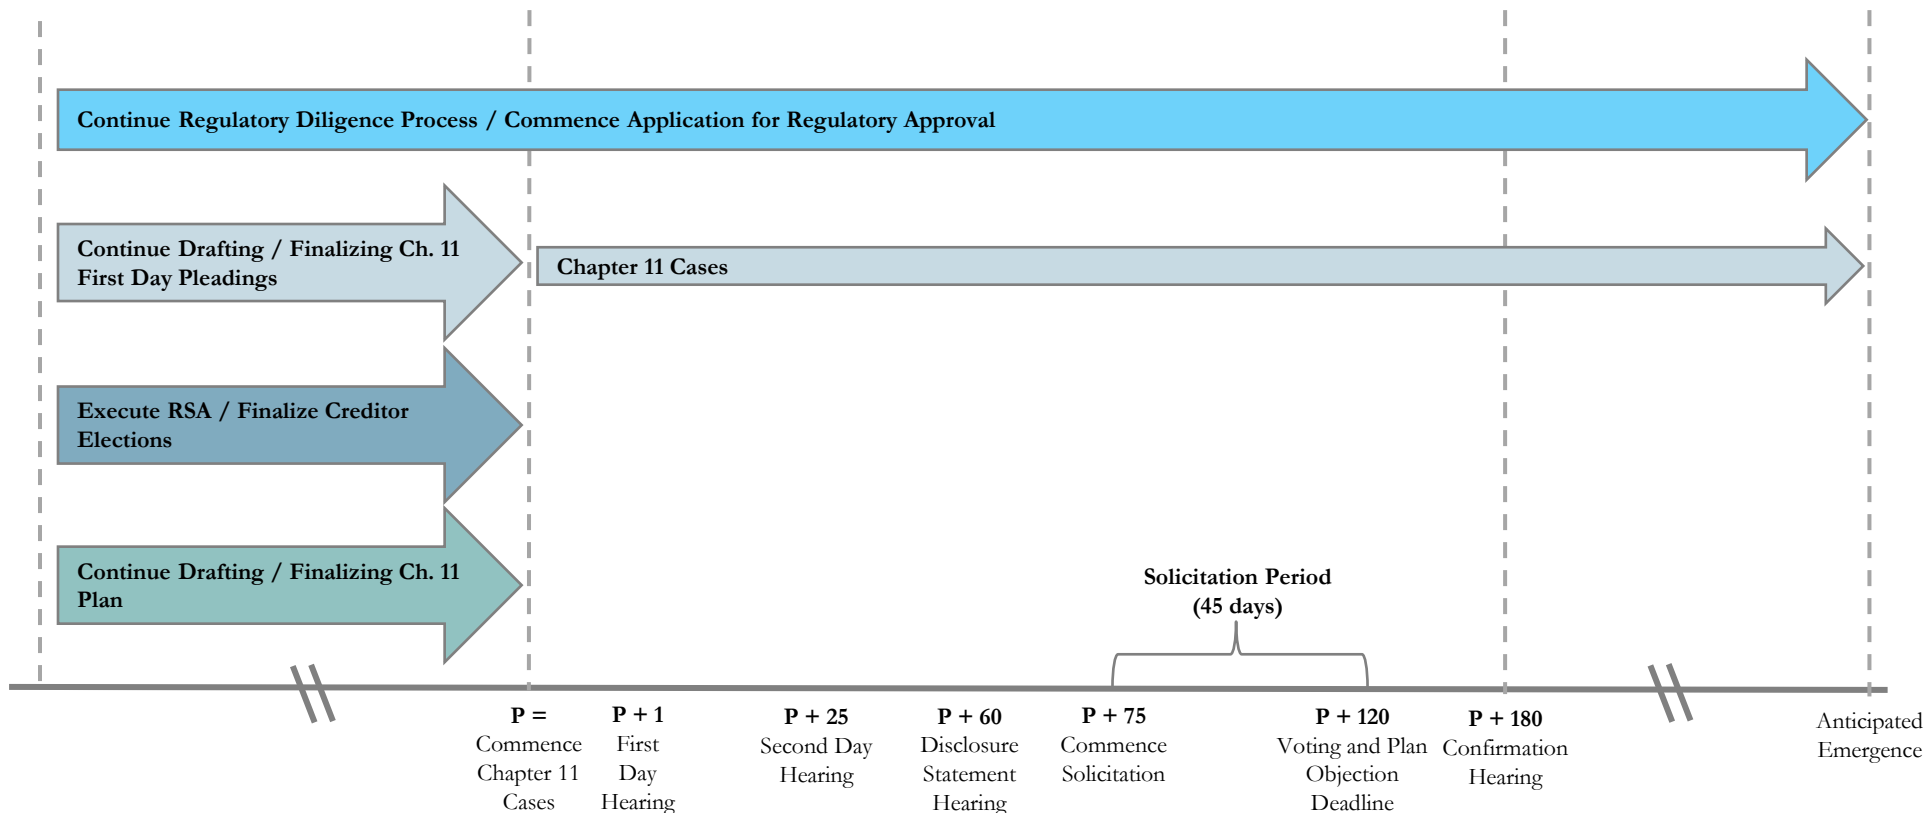 Continue Regulatory Diligence Process / Commence Application for Regulatory Approval
Continue Drafting / Finalizing Ch. 11
First Day Pleadings
Chapter 11 Cases
Execute RSA / Finalize Creditor
Elections
Continue Drafting / Finalizing Ch. 11
Plan
Solicitation Period
(45 days)
P =
Commence
Chapter 11
Cases
P + 1
First
Day
Hearing
P + 25
Second Day
Hearing
P + 60
Disclosure
Statement
Hearing
P + 75
Commence
Solicitation
P + 120
Voting and Plan
Objection
Deadline
P + 180
Confirmation
Hearing
Anticipated
Emergence